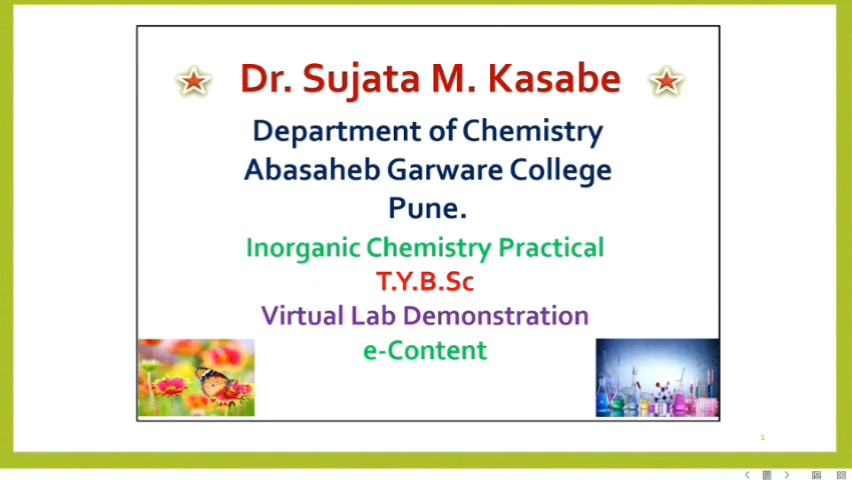 Dr. Sujata M. Kasabe
Department of Chemistry
Abasaheb Garware College
Pune.
Inorganic Chemistry Practical
T.Y.B.Sc
Virtual Lab Demonstration
e-Content
1